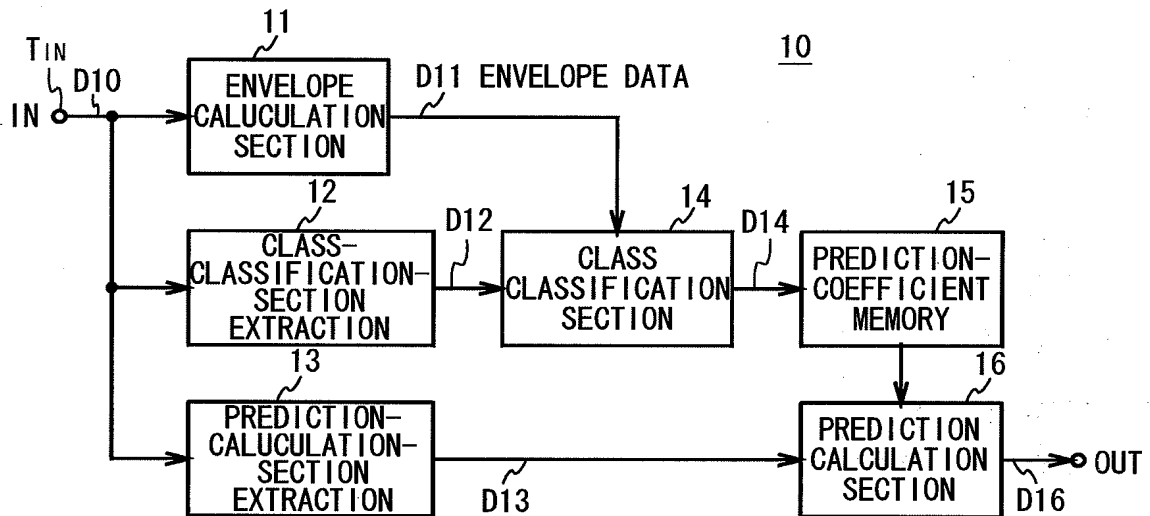 11
10
TIN
D10
IN
ENVELOPE
CALUCULATION
SECTION
D11 ENVELOPE DATA
12
CLASS-
CLASSIFICATION-
SECTION
EXTRACTION
D12
14
CLASS
CLASSIFICATION
SECTION
D14
15
PREDICTION-
COEFFICIENT
MEMORY
13
PREDICTION-
CALUCULATION-
SECTION
EXTRACTION
D13
16
PREDICTION
CALCULATION
SECTION
D16
OUT